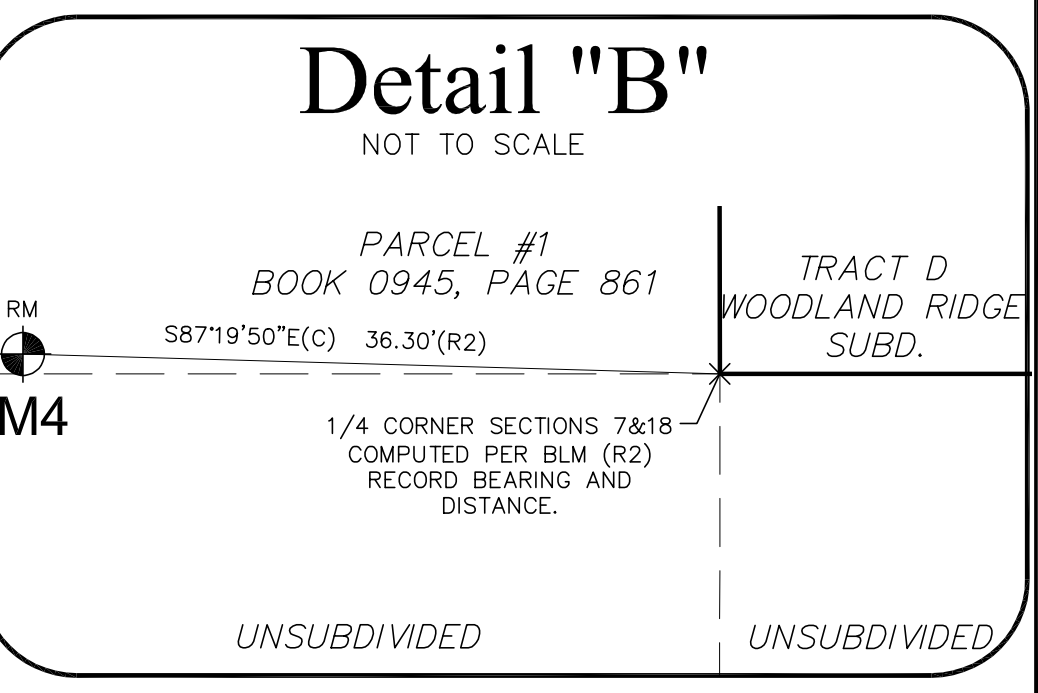 Detail "B"
NOT TO SCALE
PARCEL #1
BOOK 0945, PAGE 861
TRACT D
WOODLAND RIDGE
SUBD.
RM
S87°19'50"E(C) 36.30'(R2)
M4
1/4 CORNER SECTIONS 7&18
COMPUTED PER BLM (R2)
RECORD BEARING AND
DISTANCE.
UNSUBDIVIDED
UNSUBDIVIDED